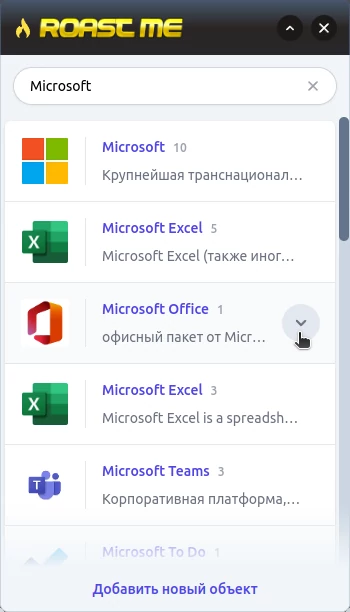 ROAST ME
Microsoft
Microsoft 10
Крупнейшая транснационал...
Microsoft Excel 5
Microsoft Excel (также иног...
Microsoft Office 1
офисный пакет от Micr...
Microsoft Excel 3
Microsoft Excel is a spreadsh...
Microsoft Teams 3
Корпоративная платформа,...
Microsoft To Do 1
Добавить новый объект